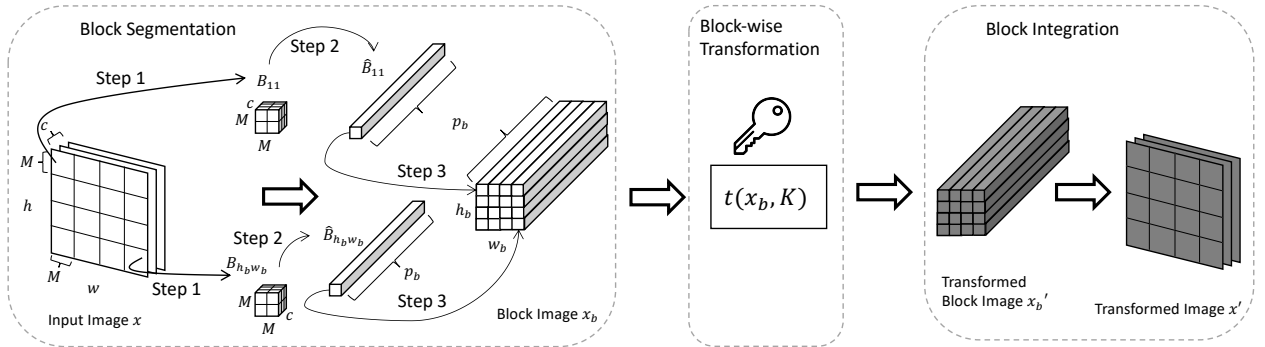 Block Segmentation
Step 1
Step 2
B₁₁
B̂₁₁
c
M
M
p_b
Step 3
c
M
h
M
w
h_b
w_b
Step 2
B̂_{h_b w_b}
B_{h_b w_b}
Step 1
p_b
Step 3
M
M
c
Input Image x
Block Image x_b
Block-wise
Transformation
t(x_b, K)
Block Integration
Transformed
Block Image x_b′
Transformed Image x′